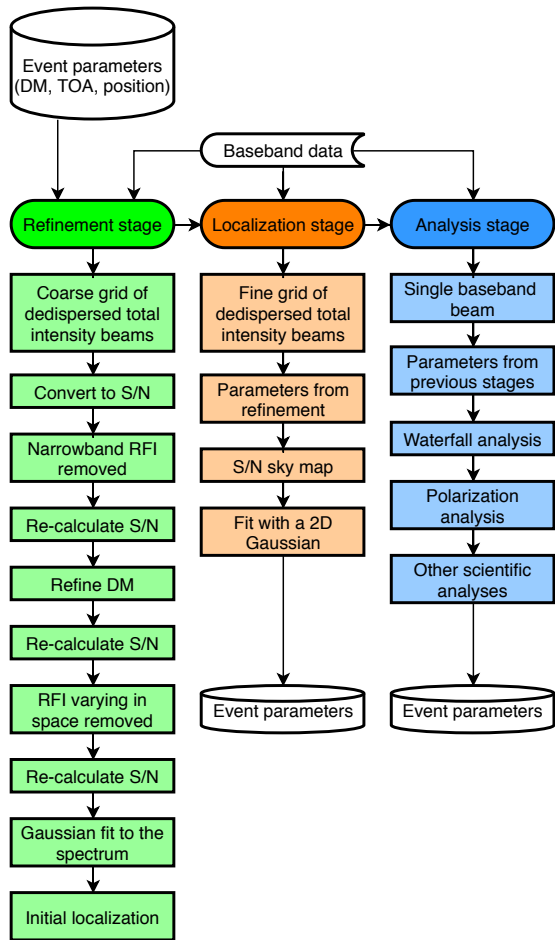 Event parameters
(DM, TOA, position)
Baseband data
Refinement stage
Localization stage
Analysis stage
Coarse grid of
dedispersed total
intensity beams
Convert to S/N
Narrowband RFI
removed
Re-calculate S/N
Refine DM
Re-calculate S/N
RFI varying in
space removed
Re-calculate S/N
Gaussian fit to the
spectrum
Initial localization
Fine grid of
dedispersed total
intensity beams
Parameters from
refinement
S/N sky map
Fit with a 2D
Gaussian
Event parameters
Single baseband
beam
Parameters from
previous stages
Waterfall analysis
Polarization
analysis
Other scientific
analyses
Event parameters